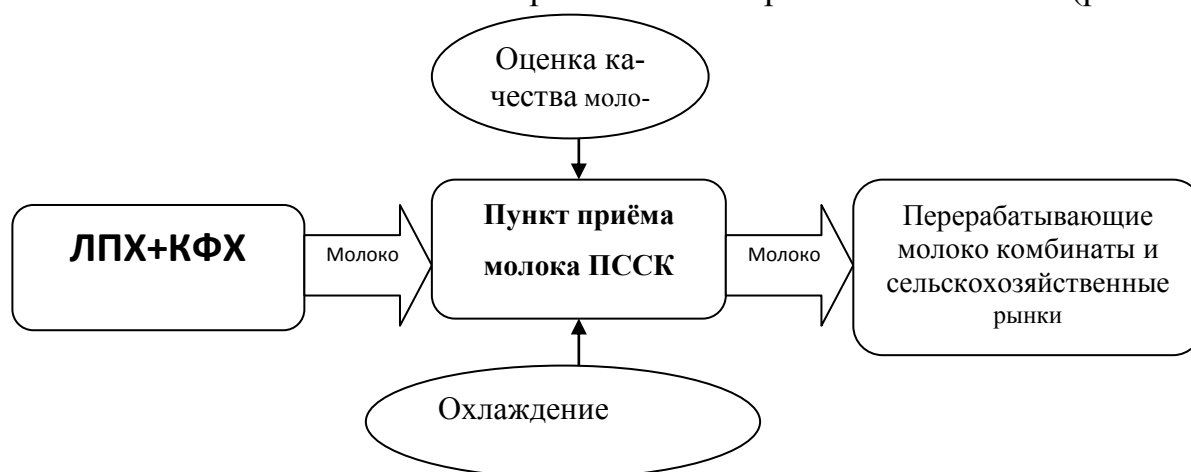 Оценка ка-
чества моло-
ЛПХ+КФХ
Молоко
Пункт приёма
молока ПССК
Молоко
Перерабатывающие
молоко комбинаты и
сельскохозяйственные
рынки
Охлаждение